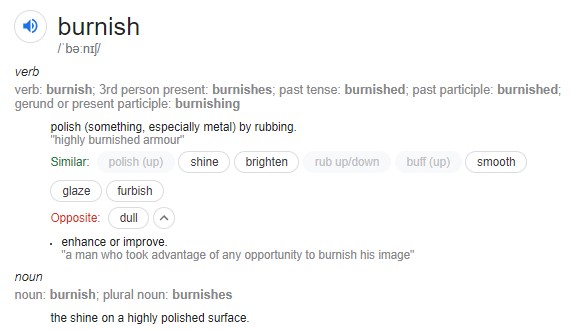 burnish
/ˈbəːnɪʃ/
verb
verb: burnish; 3rd person present: burnishes; past tense: burnished; past participle: burnished;
gerund or present participle: burnishing
polish (something, especially metal) by rubbing.
"highly burnished armour"
Similar: polish (up) shine brighten rub up/down buff (up) smooth
glaze furbish
Opposite: dull
• enhance or improve.
"a man who took advantage of any opportunity to burnish his image"
noun
noun: burnish; plural noun: burnishes
the shine on a highly polished surface.